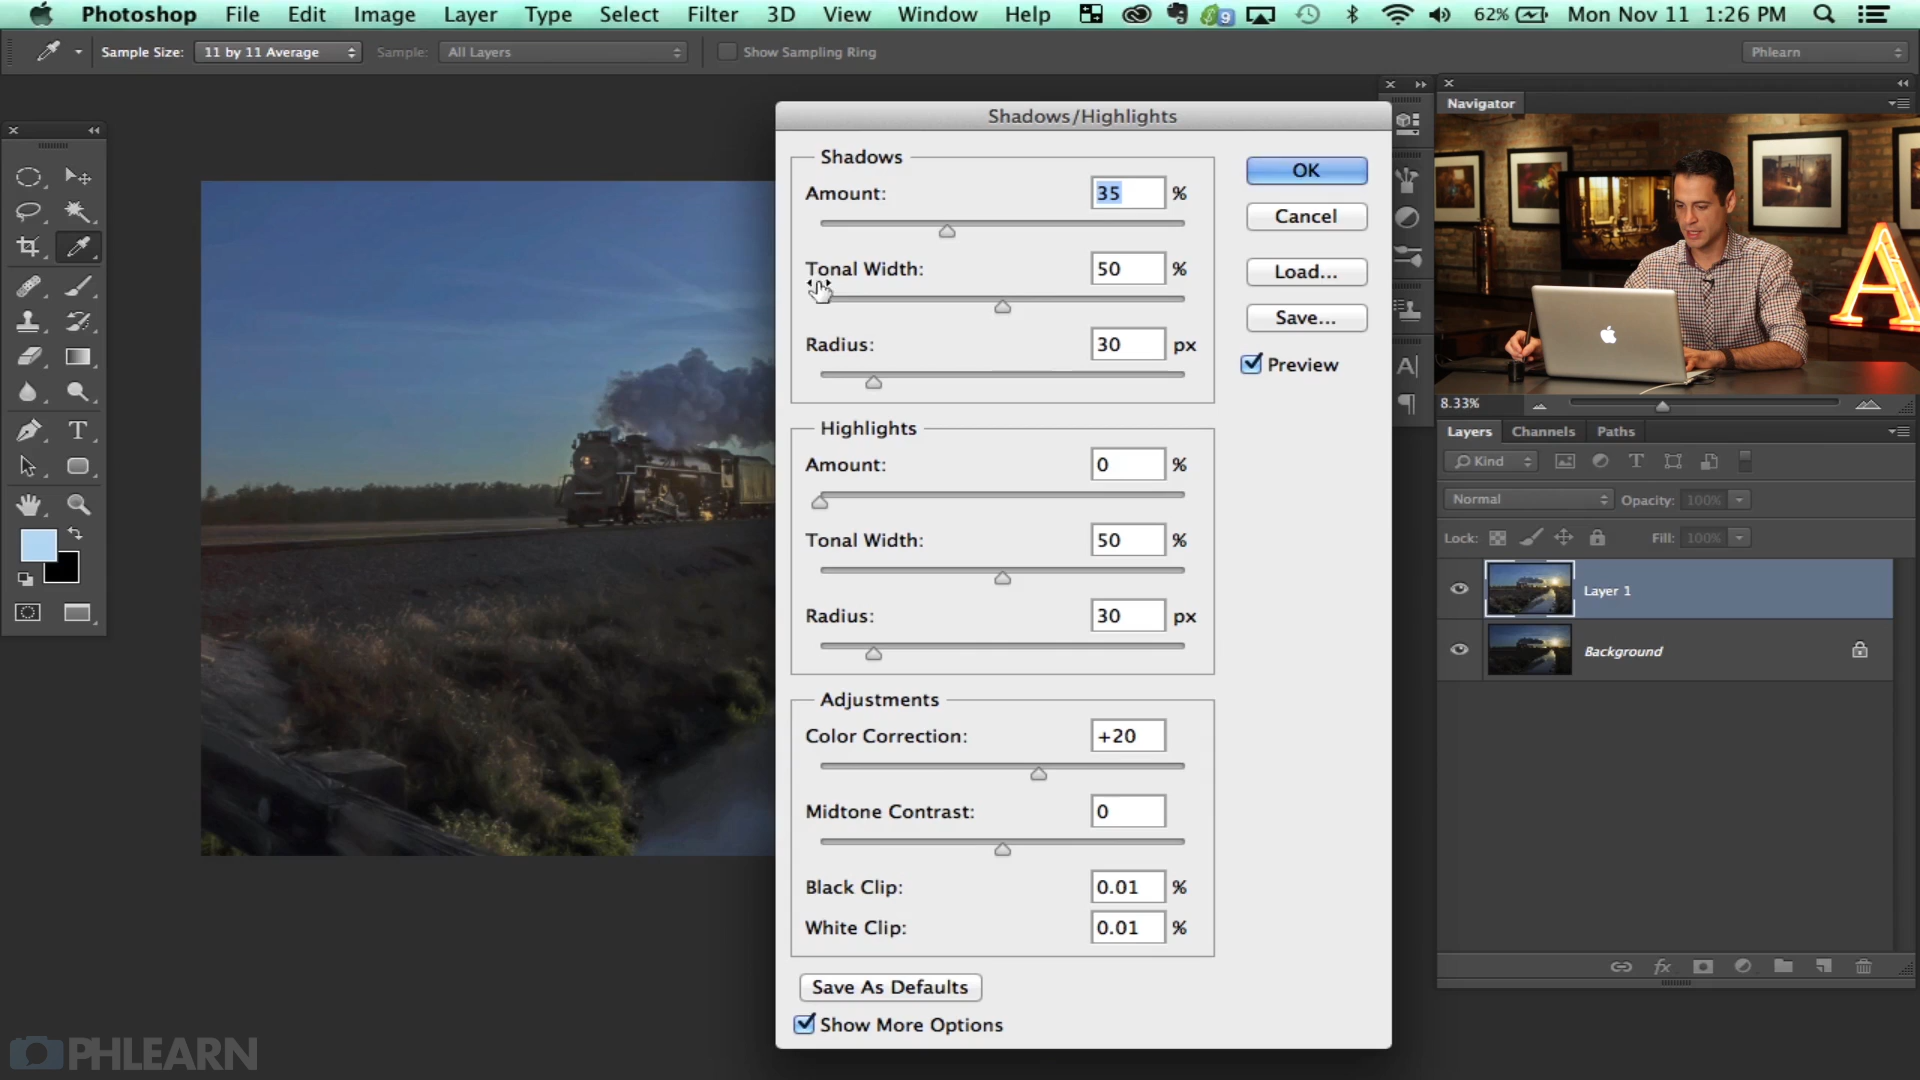 Photoshop File Edit Image Layer Type Select Filter 3D View Window Help 9 62% Mon Nov 11 1:26 PM
Sample Size: 11 by 11 Average Sample: All Layers Show Sampling Ring Phlearn
Shadows/Highlights
Shadows
Amount: 35 %
Tonal Width: 50 %
Radius: 30 px
Highlights
Amount: 0 %
Tonal Width: 50 %
Radius: 30 px
Adjustments
Color Correction: +20
Midtone Contrast: 0
Black Clip: 0.01 %
White Clip: 0.01 %
Save As Defaults
Show More Options
OK
Cancel
Load...
Save...
Preview
Navigator
A
8.33%
Layers Channels Paths
Kind
Normal Opacity: 100%
Lock: Fill: 100%
Layer 1
Background
fx
PHLEARN